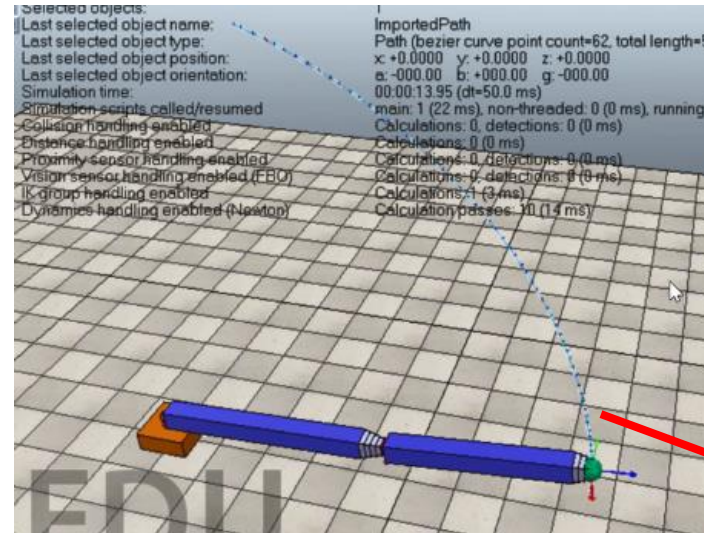 Selected objects: 1
Last selected object name: ImportedPath
Last selected object type: Path (bezier curve point count=62, total length=
Last selected object position: x: +0.0000 y: +0.0000 z: +0.0000
Last selected object orientation: a: -000.00 b: +000.00 g: -000.00
Simulation time: 00:00:13.95 (dt=50.0 ms)
Simulation scripts called/resumed main: 1 (22 ms), non-threaded: 0 (0 ms), running
Collision handling enabled Calculations: 0, detections: 0 (0 ms)
Distance handling enabled Calculations: 0 (0 ms)
Proximity sensor handling enabled Calculations: 0, detections: 0 (0 ms)
Vision sensor handling enabled (FBO) Calculations: 0, detections: 0 (0 ms)
IK group handling enabled Calculations: 1 (3 ms)
Dynamics handling enabled (Newton) Calculation passes: 10 (14 ms)
EDU